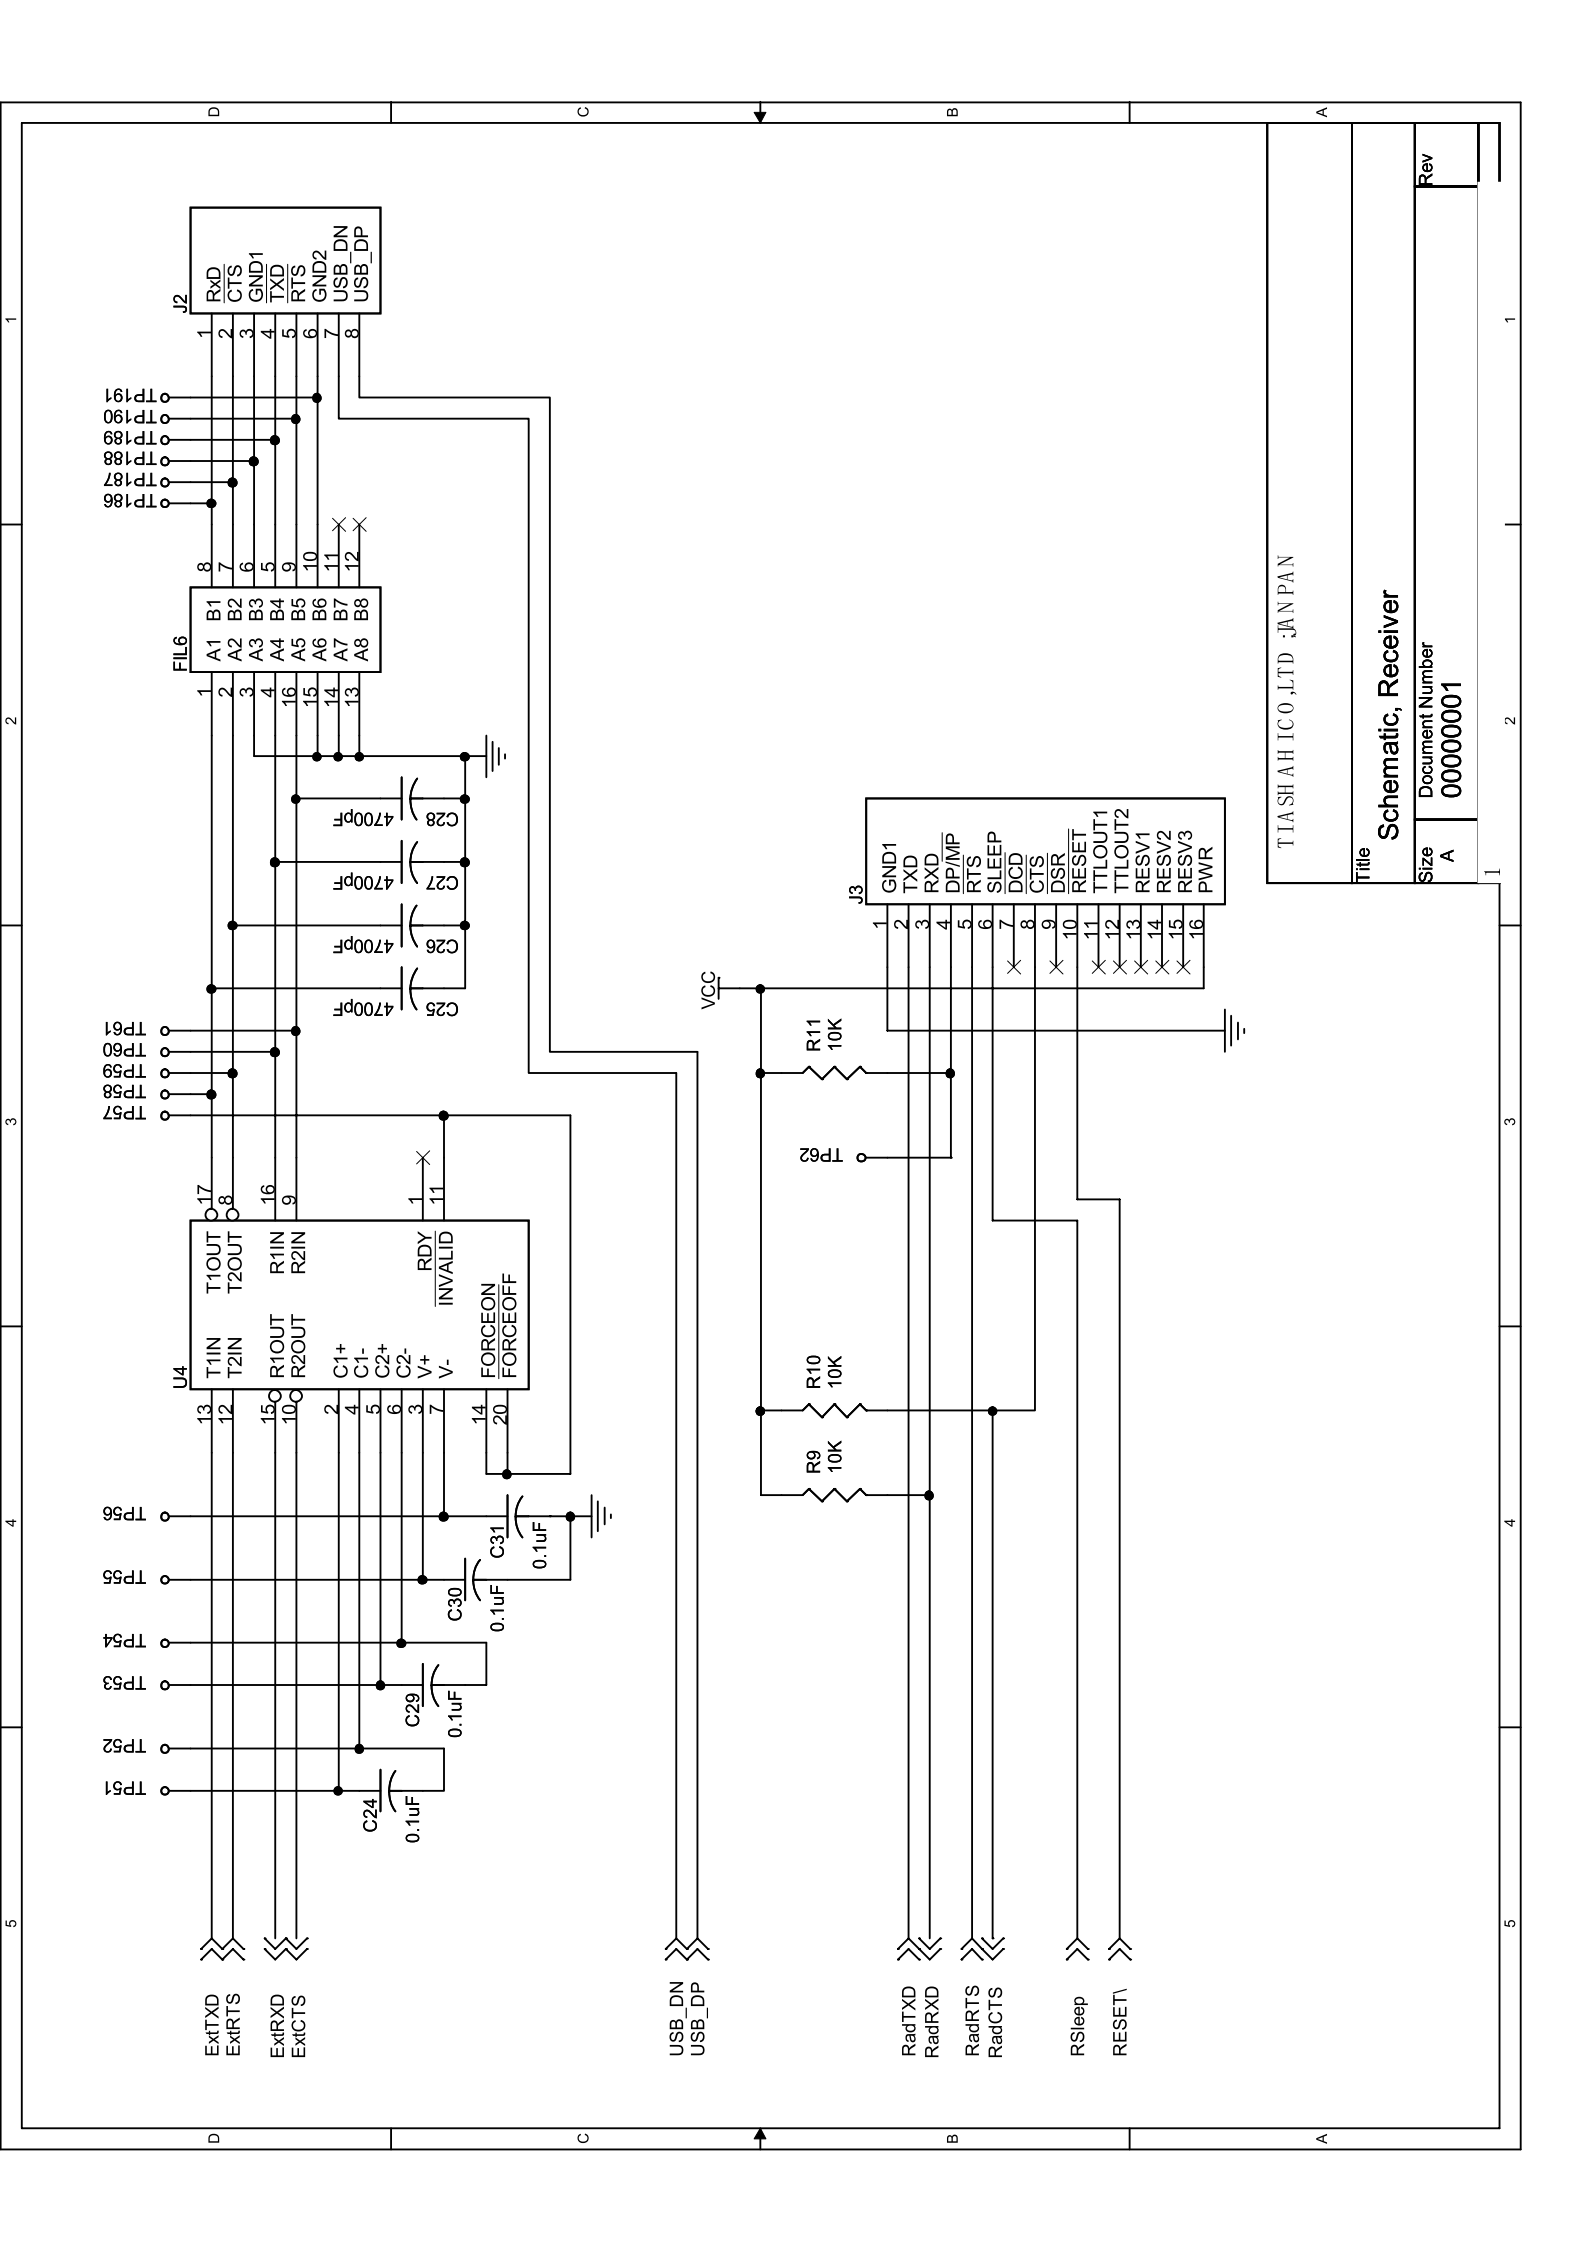 5
4
3
2
1
D
C
B
A
TP51
TP52
TP53
TP54
TP55
TP56
TP57
TP58
TP59
TP60
TP61
TP186
TP187
TP188
TP189
TP190
TP191
ExtTXD
ExtRTS
ExtRXD
ExtCTS
U4
13 T1IN T1OUT 17
12 T2IN T2OUT 8
15 R1OUT R1IN 16
10 R2OUT R2IN 9
2 C1+
4 C1-
5 C2+
6 C2-
3 V+ RDY 1
7 V- INVALID 11
14 FORCEON
20 FORCEOFF
C24
0.1uF
C29
0.1uF
C30
0.1uF
C31
0.1uF
C25
4700pF
C26
4700pF
C27
4700pF
C28
4700pF
FIL6
1 A1 B1 8
2 A2 B2 7
3 A3 B3 6
4 A4 B4 5
16 A5 B5 9
15 A6 B6 10
14 A7 B7 11
13 A8 B8 12
J2
1 RxD
2 CTS
3 GND1
4 TXD
5 RTS
6 GND2
7 USB_DN
8 USB_DP
USB_DN
USB_DP
VCC
R9
10K
R10
10K
R11
10K
TP62
RadTXD
RadRXD
RadRTS
RadCTS
RSleep
RESET\
J3
1 GND1
2 TXD
3 RXD
4 DP/MP
5 RTS
6 SLEEP
7 DCD
8 CTS
9 DSR
10 RESET
11 TTLOUT1
12 TTLOUT2
13 RESV1
14 RESV2
15 RESV3
16 PWR
TIASHAHICO,LTD :JANPAN
Title
Schematic, Receiver
Size Document Number Rev
A 00000001
1
5
4
3
2
1
D
C
B
A